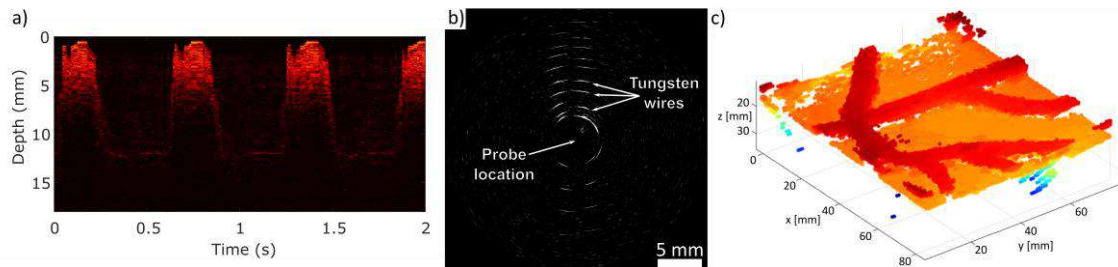 a)
0
5
10
15
Depth (mm)
0
0.5
1
1.5
2
Time (s)
b)
Tungsten
wires
Probe
location
5 mm
c)
20
30
z [mm]
0
20
40
60
80
x [mm]
20
40
60
y [mm]